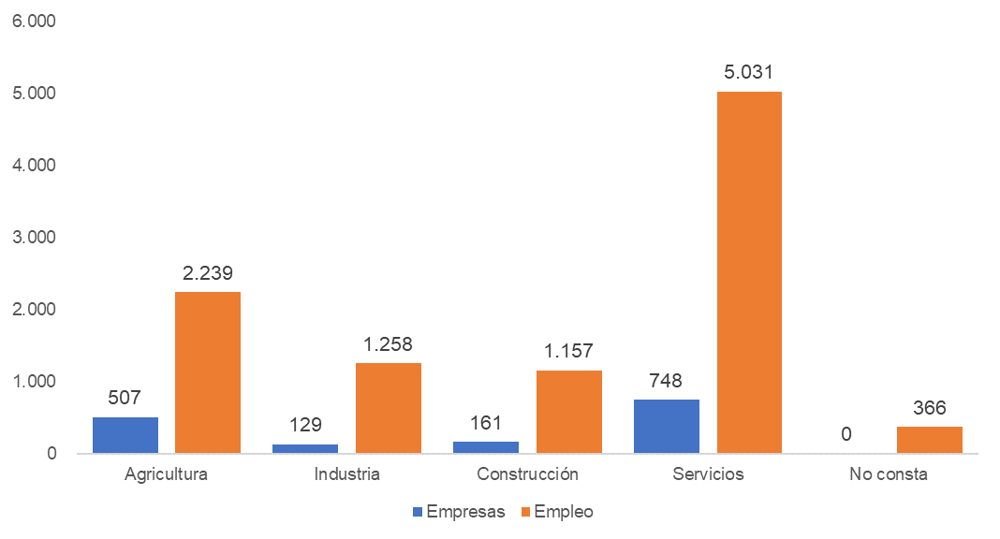 6.000
5.000
4.000
3.000
2.000
1.000
0
507
2.239
129
1.258
161
1.157
748
5.031
0
366
Agricultura
Industria
Construcción
Servicios
No consta
Empresas
Empleo